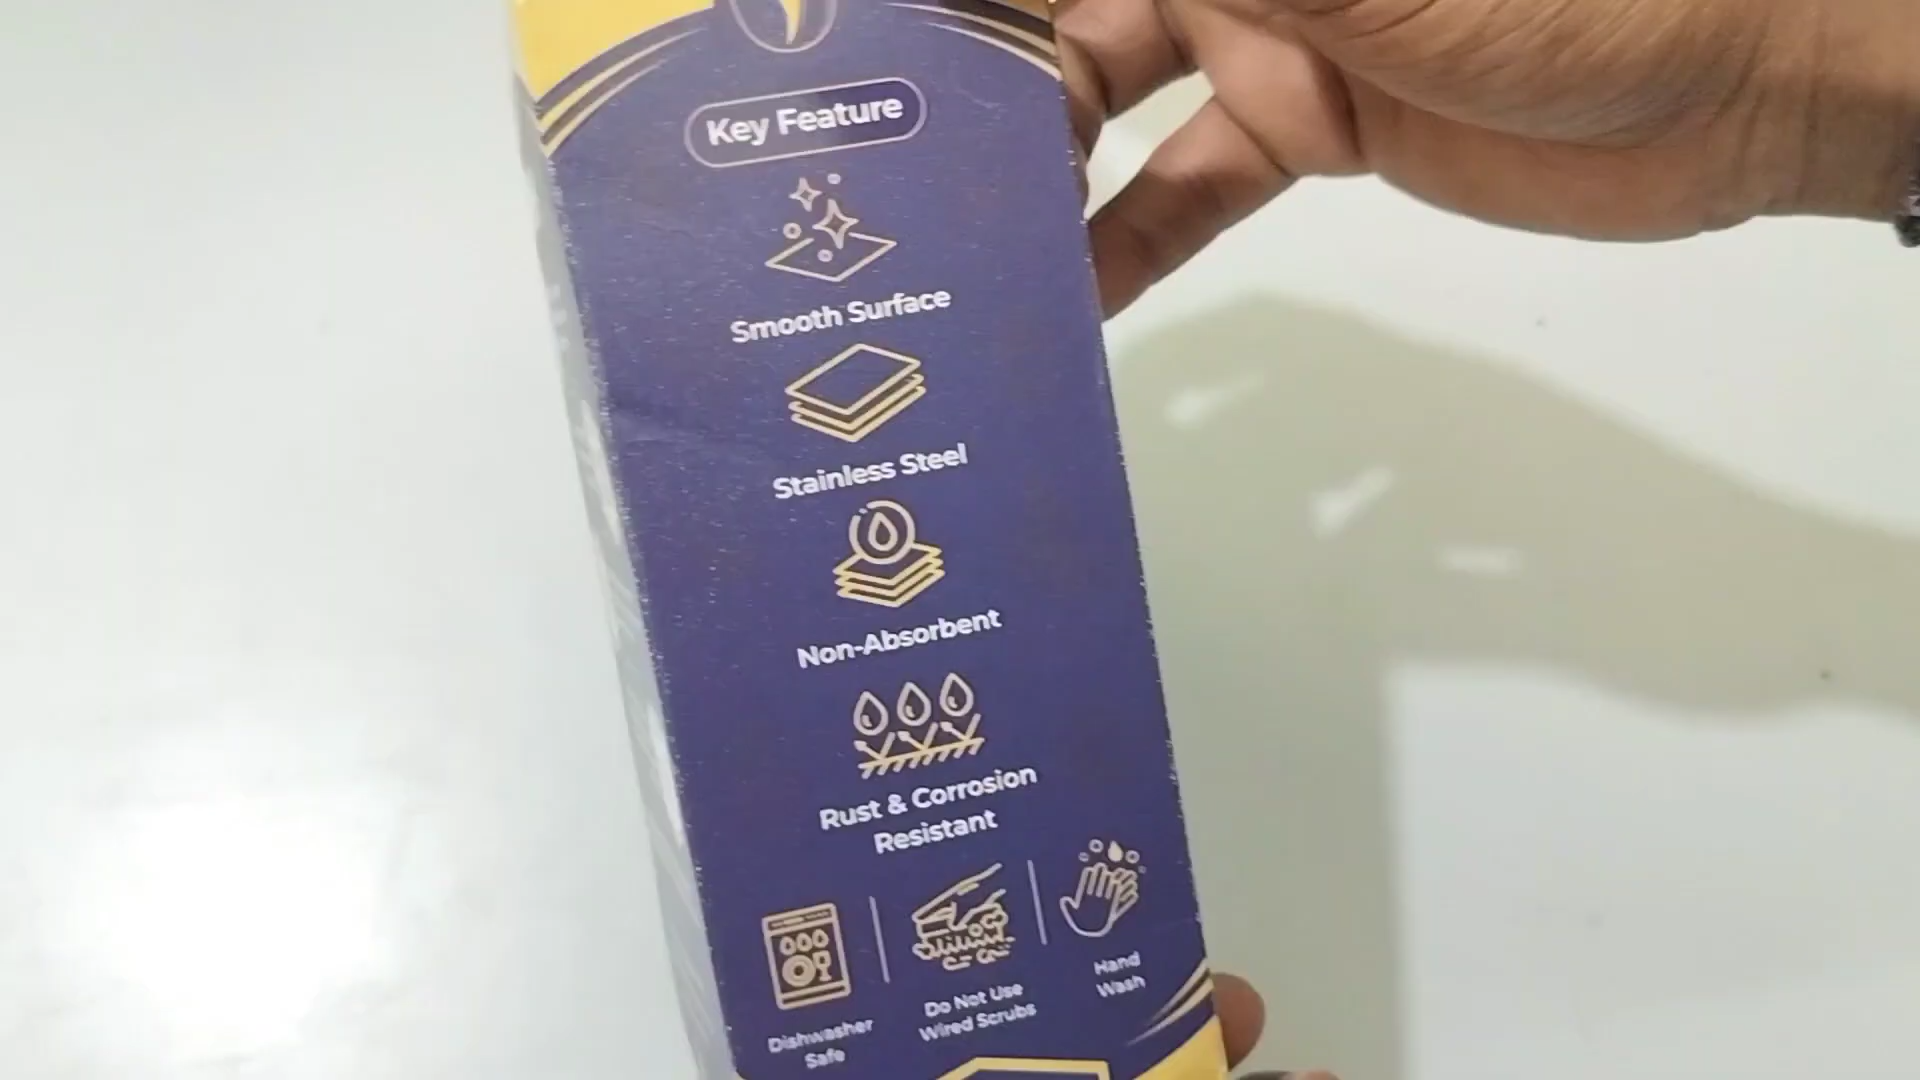 Key Feature
Smooth Surface
Stainless Steel
Non-Absorbent
Rust & Corrosion
Resistant
Dishwasher
Safe
Do Not Use
Wired Scrubs
Hand
Wash